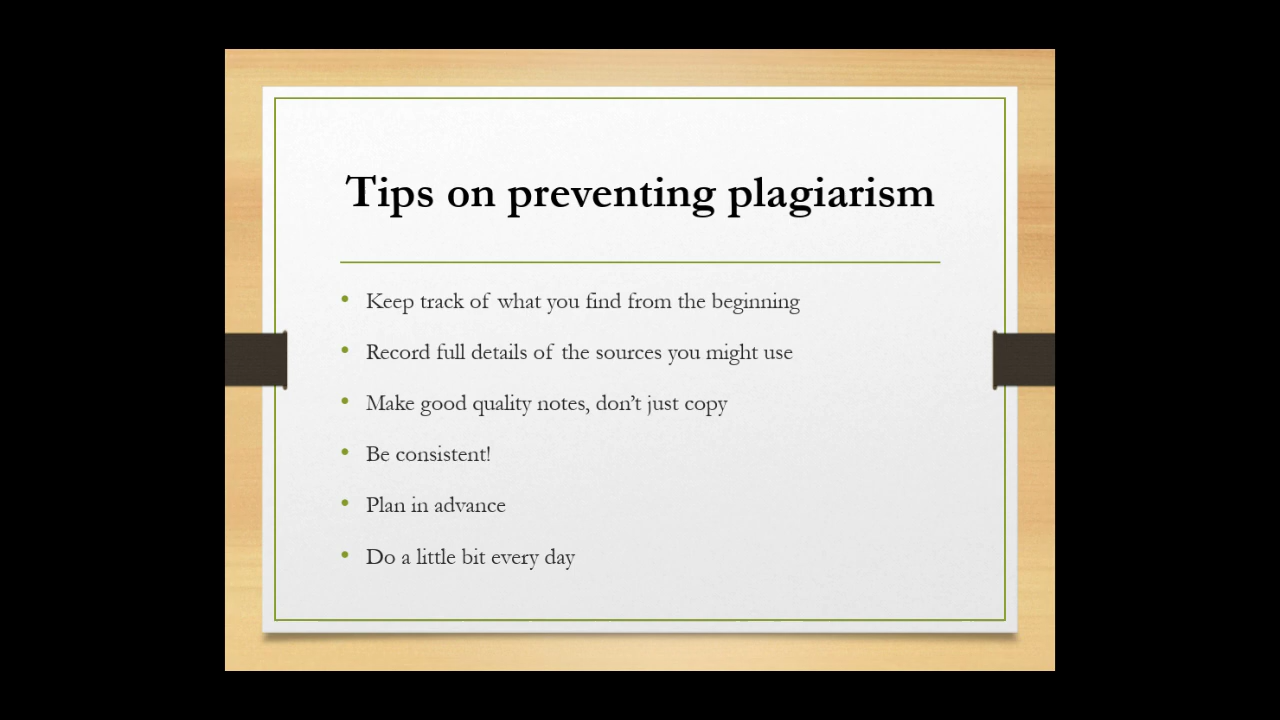 Tips on preventing plagiarism
• Keep track of what you find from the beginning
• Record full details of the sources you might use
• Make good quality notes, don’t just copy
• Be consistent!
• Plan in advance
• Do a little bit every day